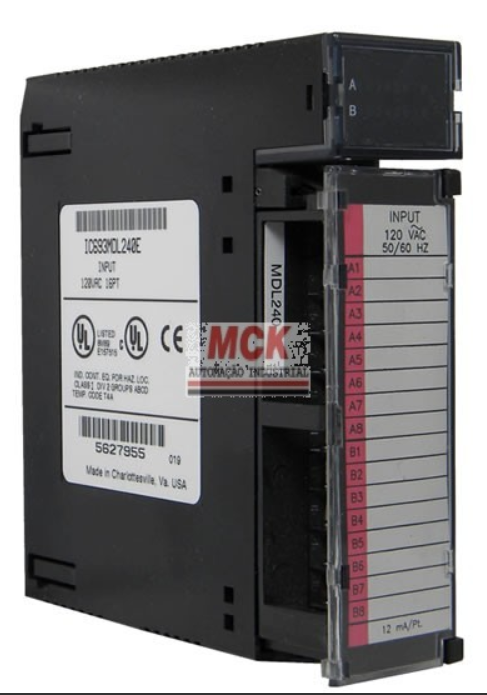 A
B
INPUT
120 VAC
50/60 HZ
A1
A2
A3
A4
A5
A6
A7
A8
B1
B2
B3
B4
B5
B6
B7
B8
12 mA/Pt.
MDL240
IC693MDL240E
INPUT
120VAC 16PT
UL
LISTED
c UL
CE
IND. CONT. EQ. FOR HAZ. LOC.
CLASS I DIV 2 GROUPS ABCD
TEMP. CODE T4A
5627955
019
Made in Charlottesville, Va. USA
MCK
AUTOMAÇÃO INDUSTRIAL